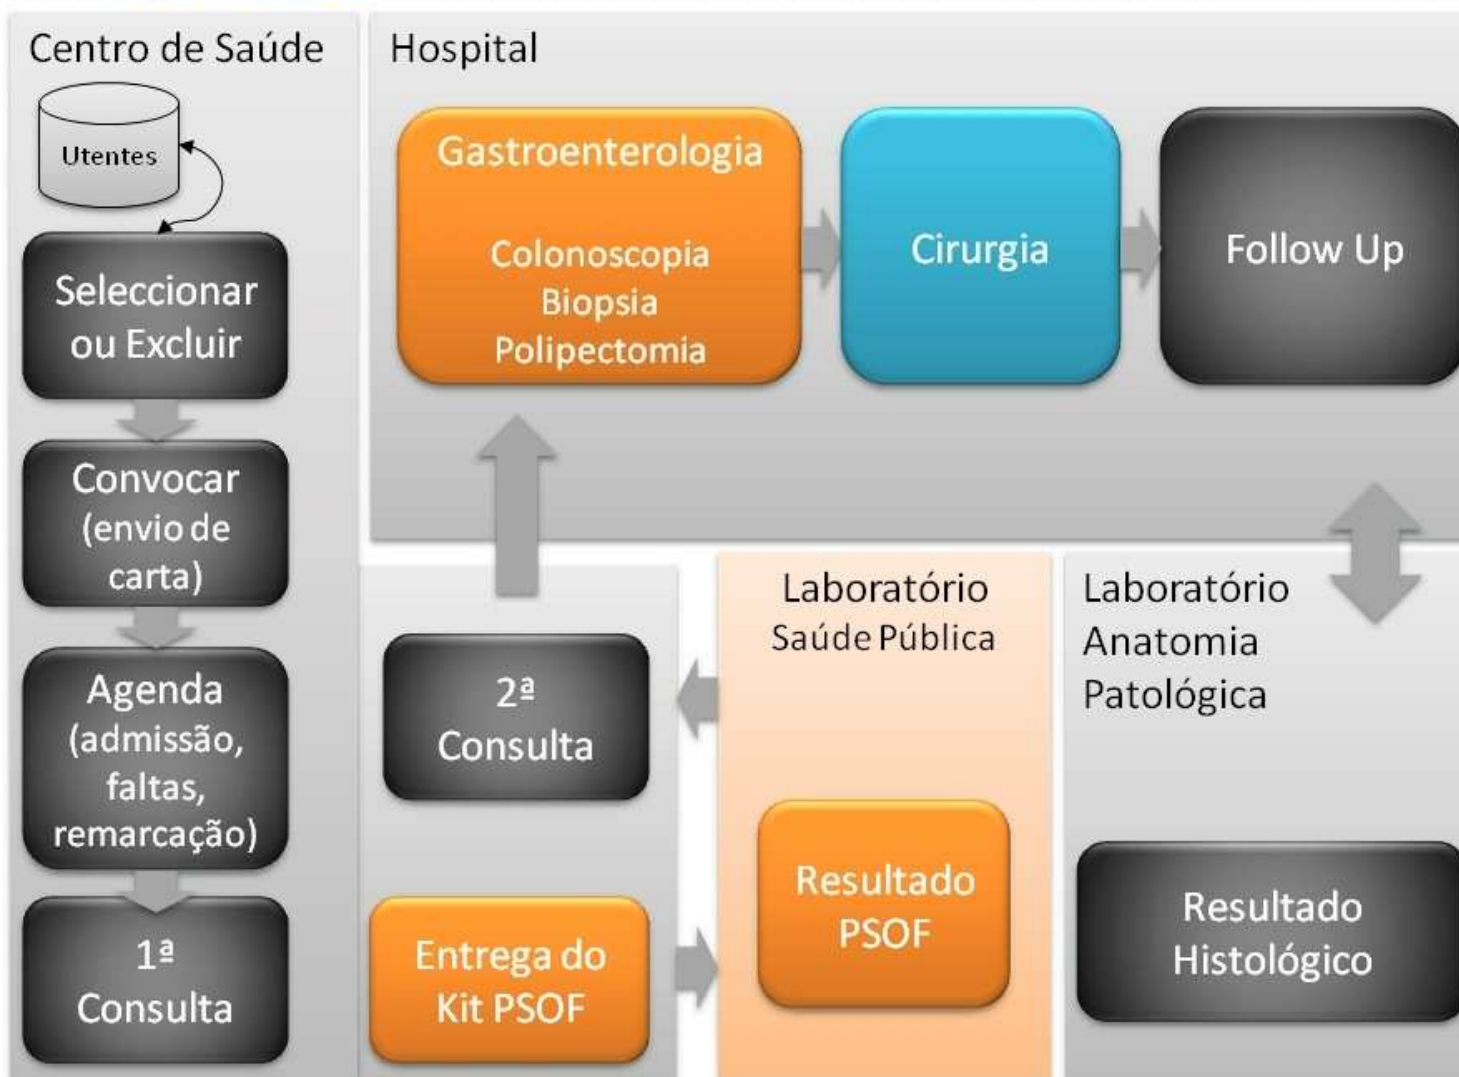 Centro de Saúde
Utentes
Seleccionar
ou Excluir
Convocar
(envio de
carta)
Agenda
(admissão,
faltas,
remarcação)
1ª
Consulta
Hospital
Gastroenterologia
Colonoscopia
Biopsia
Polipectomia
Cirurgia
Follow Up
2ª
Consulta
Entrega do
Kit PSOF
Laboratório
Saúde Pública
Resultado
PSOF
Laboratório
Anatomia
Patológica
Resultado
Histológico